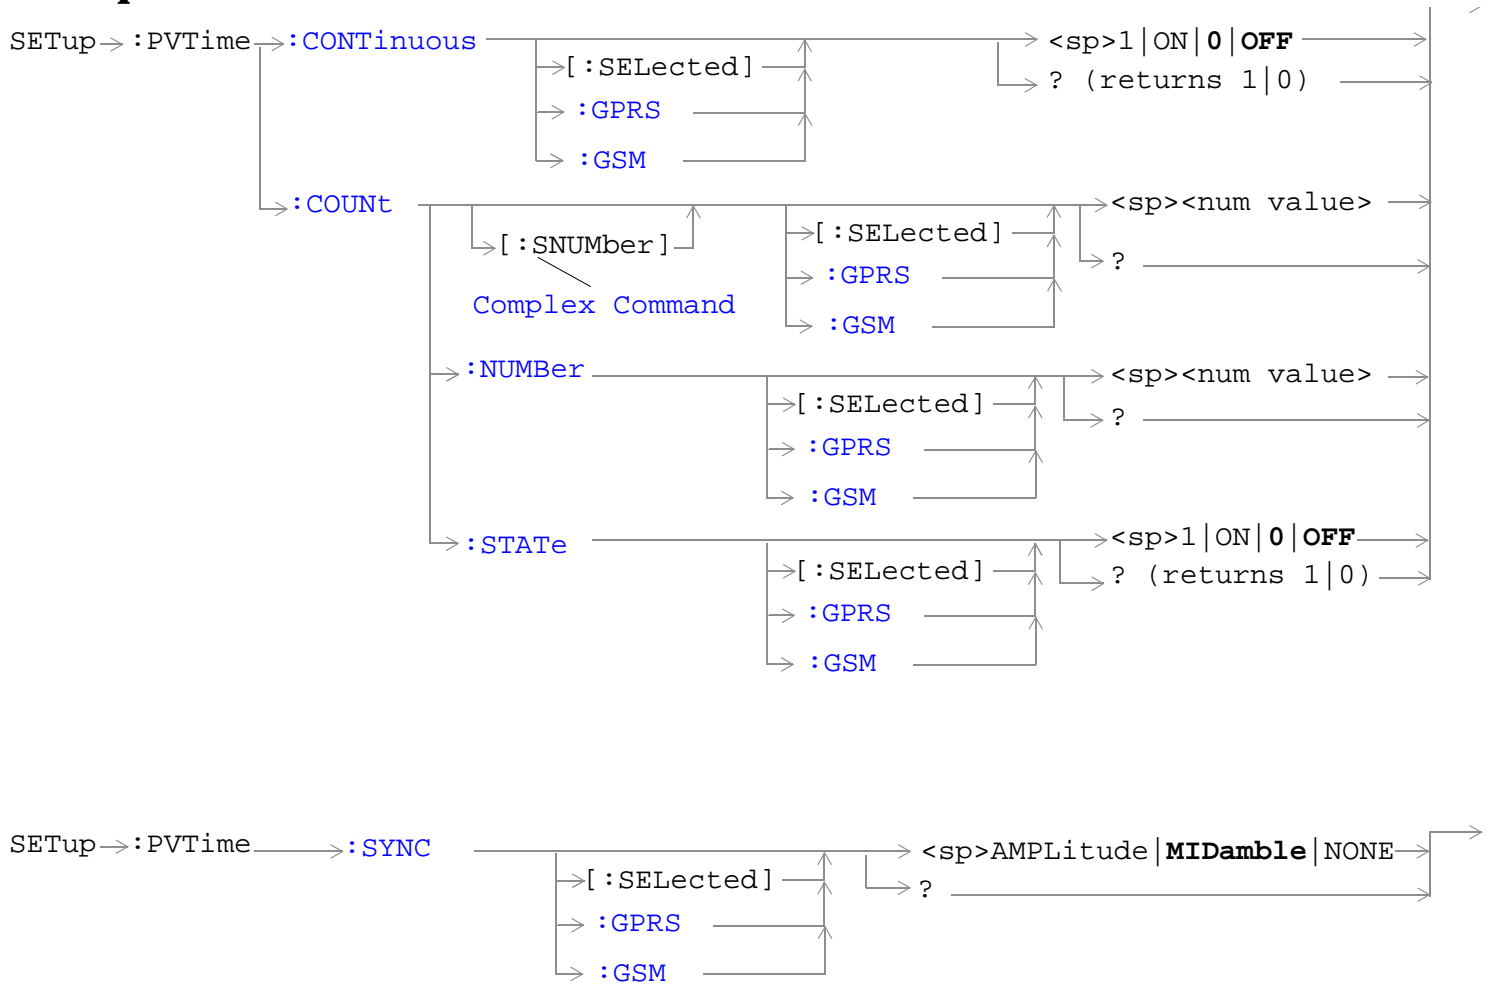 SETup :PVTime :CONTinuous <sp>1|ON|0|OFF
[:SELected] ? (returns 1|0)
:GPRS
:GSM
:COUNt <sp><num value>
[:SNUMber] [:SELected]
? 
:GPRS
Complex Command
:GSM
:NUMBer <sp><num value>
[:SELected] ?
:GPRS
:GSM
:STATe <sp>1|ON|0|OFF
[:SELected] ? (returns 1|0)
:GPRS
:GSM
SETup :PVTime :SYNC <sp>AMPLitude|MIDamble|NONE
[:SELected] ?
:GPRS
:GSM